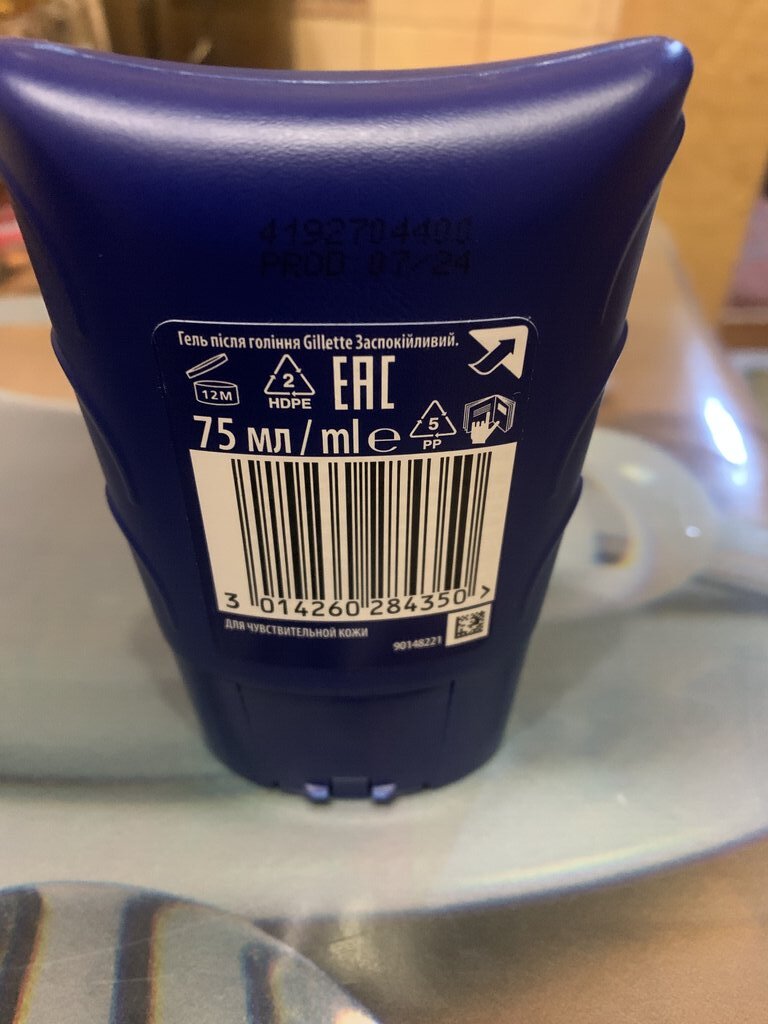 4192704400
PROD 07/24
Гель після гоління Gillette Заспокійливий.
12M
2
HDPE
EAC
75 мл / ml e
5
PP
3 014260 284350 >
ДЛЯ ЧУВСТВИТЕЛЬНОЙ КОЖИ
90148221